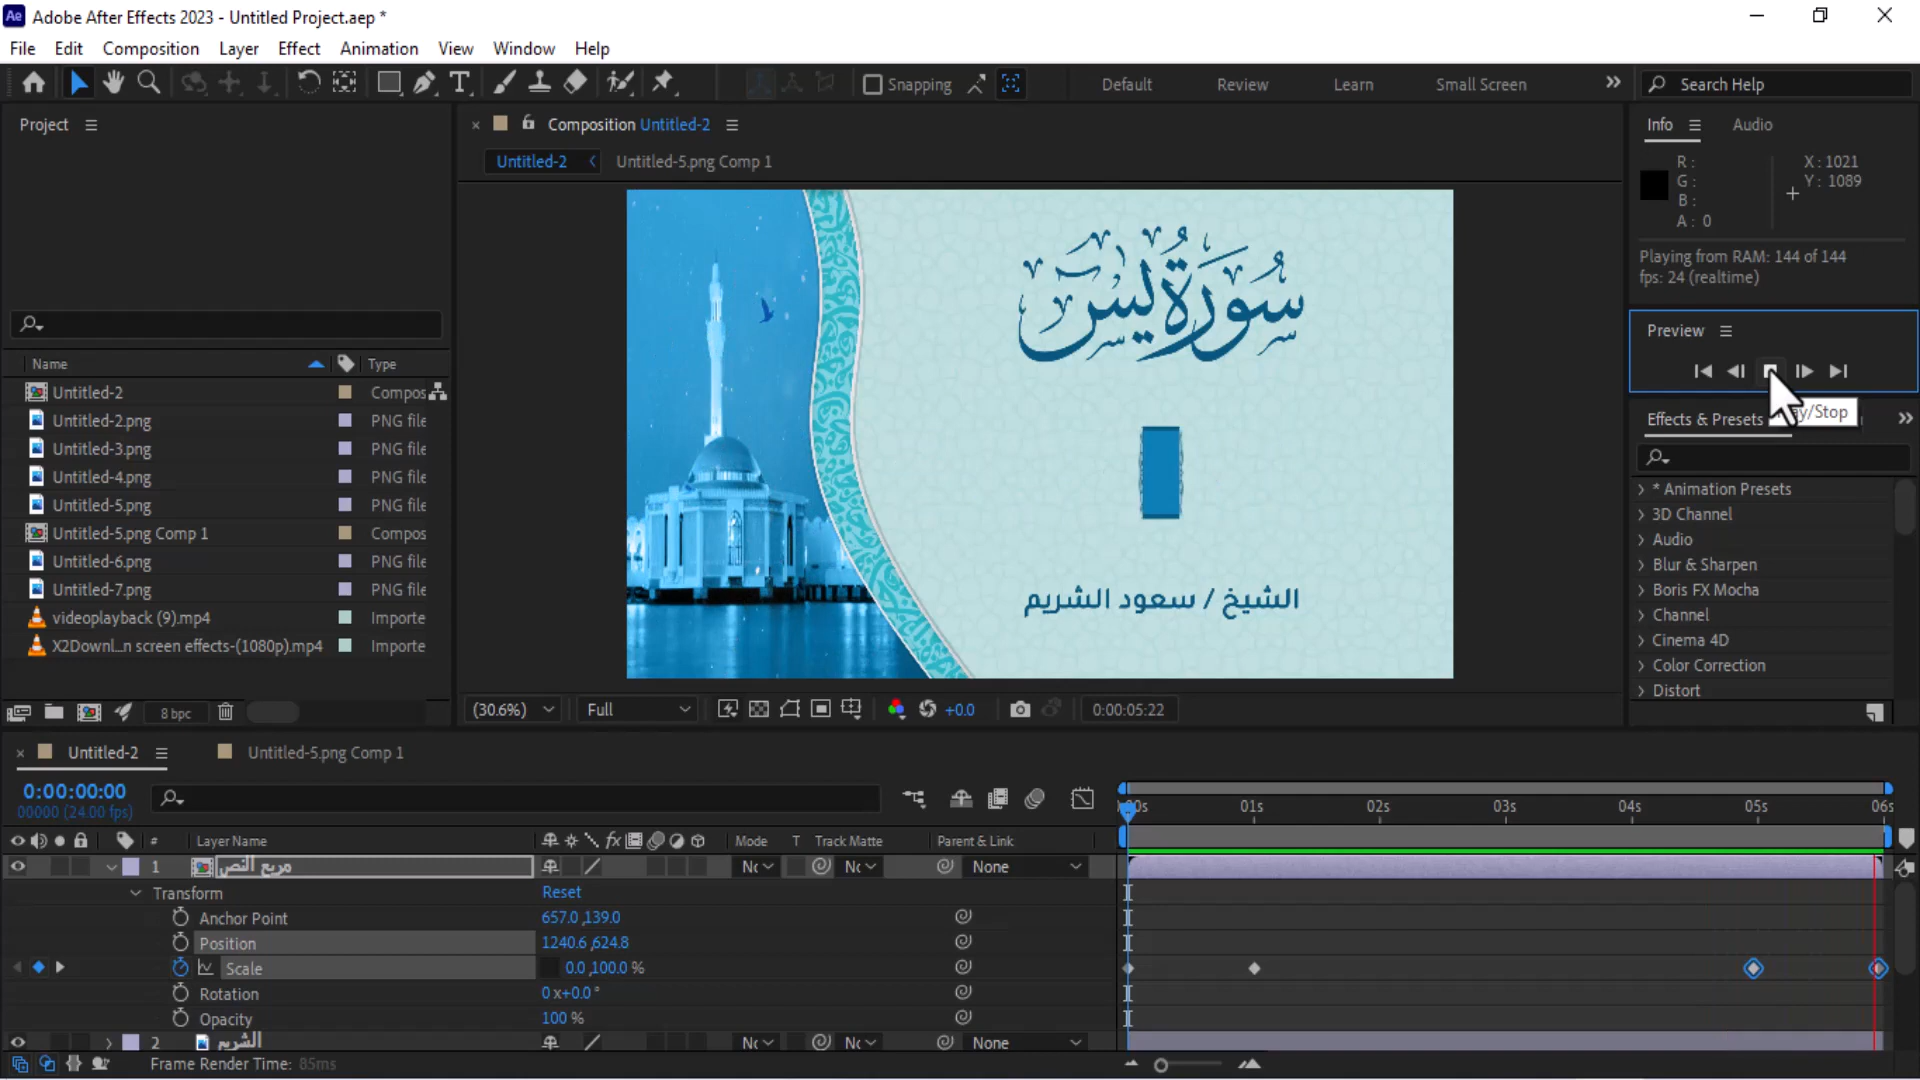 Adobe After Effects 2023 - Untitled Project.aep *
File Edit Composition Layer Effect Animation View Window Help
Snapping Default Review Learn Small Screen Search Help
Project
Name Type
Untitled-2 Compos
Untitled-2.png PNG file
Untitled-3.png PNG file
Untitled-4.png PNG file
Untitled-5.png PNG file
Untitled-5.png Comp 1 Compos
Untitled-6.png PNG file
Untitled-7.png PNG file
videoplayback (9).mp4 Importe
X2Downl...n screen effects-(1080p).mp4 Importe
8 bpc
Composition Untitled-2
Untitled-2 Untitled-5.png Comp 1
سورة يس
الشيخ / سعود الشريم
(30.6%) Full +0.0 0:00:05:22
Info Audio
R :
G :
B :
A : 0
X : 1021
Y : 1089
Playing from RAM: 144 of 144
fps: 24 (realtime)
Preview
Effects & Presets
* Animation Presets
3D Channel
Audio
Blur & Sharpen
Boris FX Mocha
Channel
Cinema 4D
Color Correction
Distort
Untitled-2 Untitled-5.png Comp 1
0:00:00:00
00000 (24.00 fps)
01s 02s 03s 04s 05s 06s
# Layer Name fx Mode T Track Matte Parent & Link
1 مربع النص None
Transform Reset
Anchor Point 657.0,139.0
Position 1240.6,624.8
Scale 0.0,100.0 %
Rotation 0 x+0.0 °
Opacity 100 %
2 الشريم None
Frame Render Time: 85ms